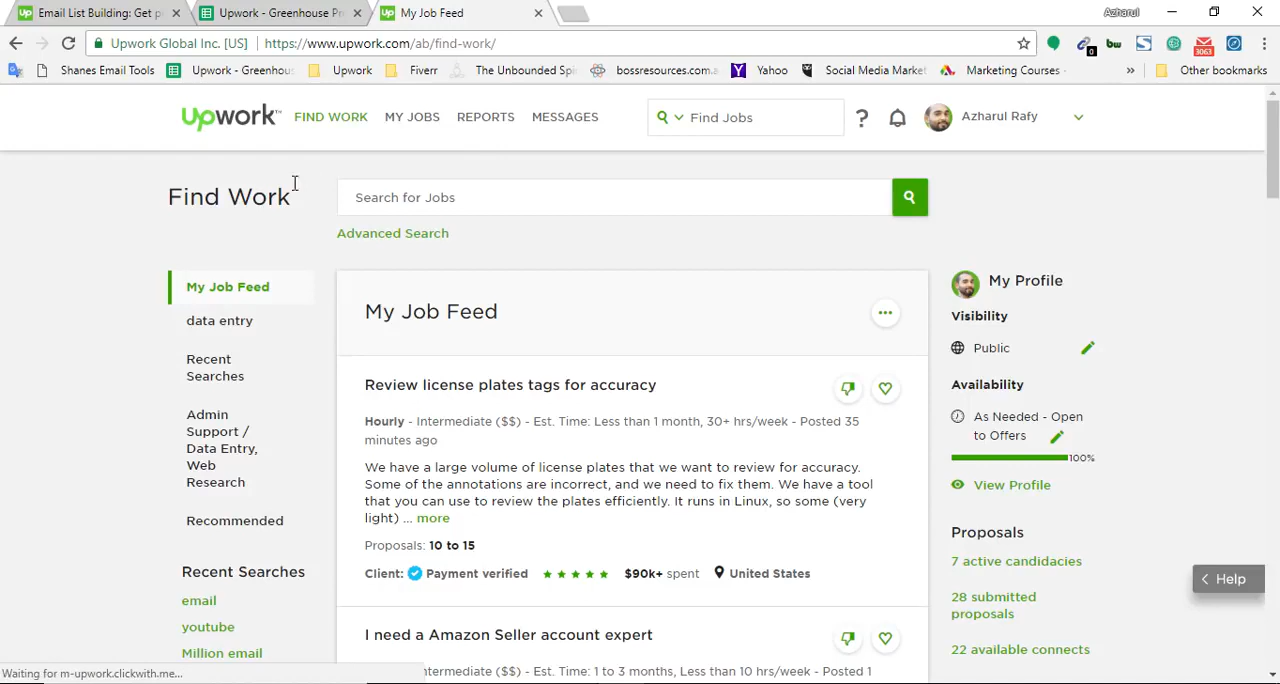 Email List Building: Get p
Upwork - Greenhouse Pr
My Job Feed
Azharul
Upwork Global Inc. [US]
https://www.upwork.com/ab/find-work/
0
bw
3063
Shanes Email Tools
Upwork - Greenhous
Upwork
Fiverr
The Unbounded Spi
bossresources.com.a
Yahoo
Social Media Market
Marketing Courses
»
Other bookmarks
Upwork™
FIND WORK
MY JOBS
REPORTS
MESSAGES
Find Jobs
?
Azharul Rafy
Find Work
Search for Jobs
Advanced Search
My Job Feed
data entry
Recent
Searches
Admin
Support /
Data Entry,
Web
Research
Recommended
Recent Searches
email
youtube
Million email
My Job Feed
Review license plates tags for accuracy
Hourly - Intermediate ($$) - Est. Time: Less than 1 month, 30+ hrs/week - Posted 35
minutes ago
We have a large volume of license plates that we want to review for accuracy.
Some of the annotations are incorrect, and we need to fix them. We have a tool
that you can use to review the plates efficiently. It runs in Linux, so some (very
light) ... more
Proposals: 10 to 15
Client: Payment verified $90k+ spent United States
I need a Amazon Seller account expert
Intermediate ($$) - Est. Time: 1 to 3 months, Less than 10 hrs/week - Posted 1
My Profile
Visibility
Public
Availability
As Needed - Open
to Offers
100%
View Profile
Proposals
7 active candidacies
28 submitted
proposals
22 available connects
Help
Waiting for m-upwork.clickwith.me...